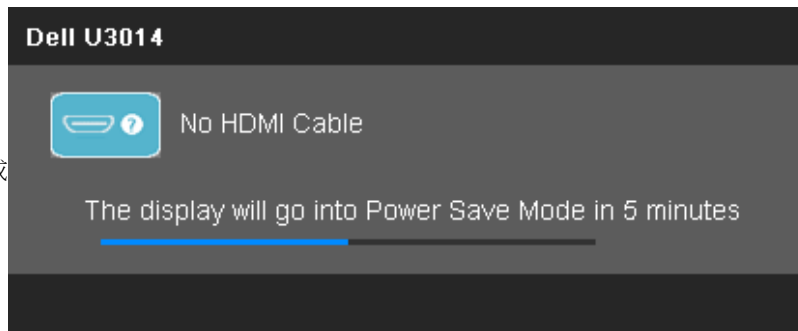 Dell U3014
No HDMI Cable
The display will go into Power Save Mode in 5 minutes